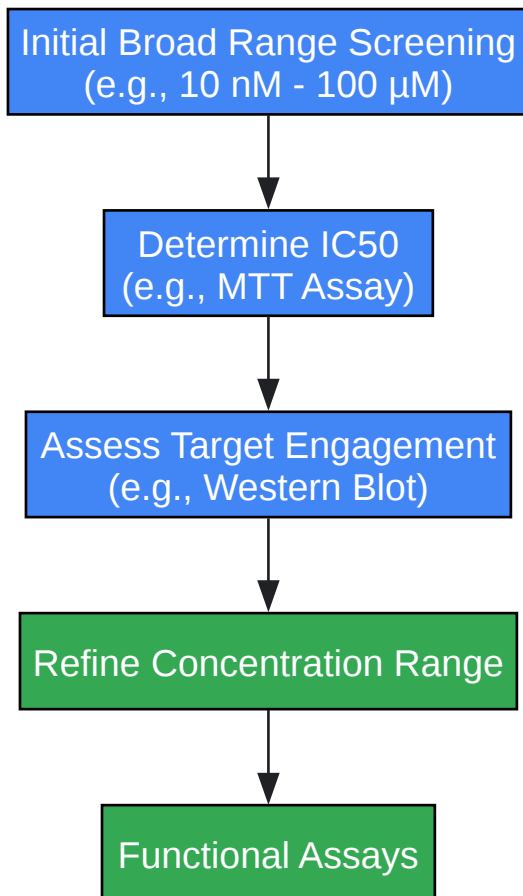 Initial Broad Range Screening
(e.g., 10 nM - 100 µM)
Determine IC50
(e.g., MTT Assay)
Assess Target Engagement
(e.g., Western Blot)
Refine Concentration Range
Functional Assays